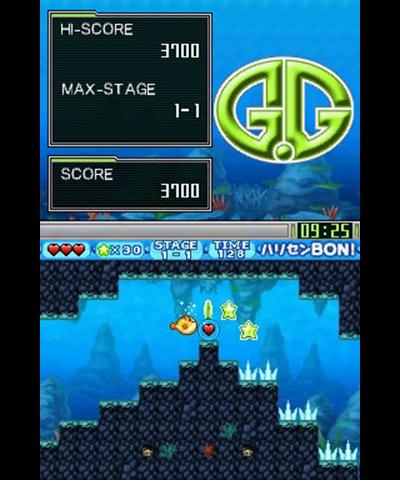 HI-SCORE
3700
MAX-STAGE
1-1
G.G
SCORE
3700
09:25
× 30 STAGE 1-1 TIME 128 ハリセンBON!